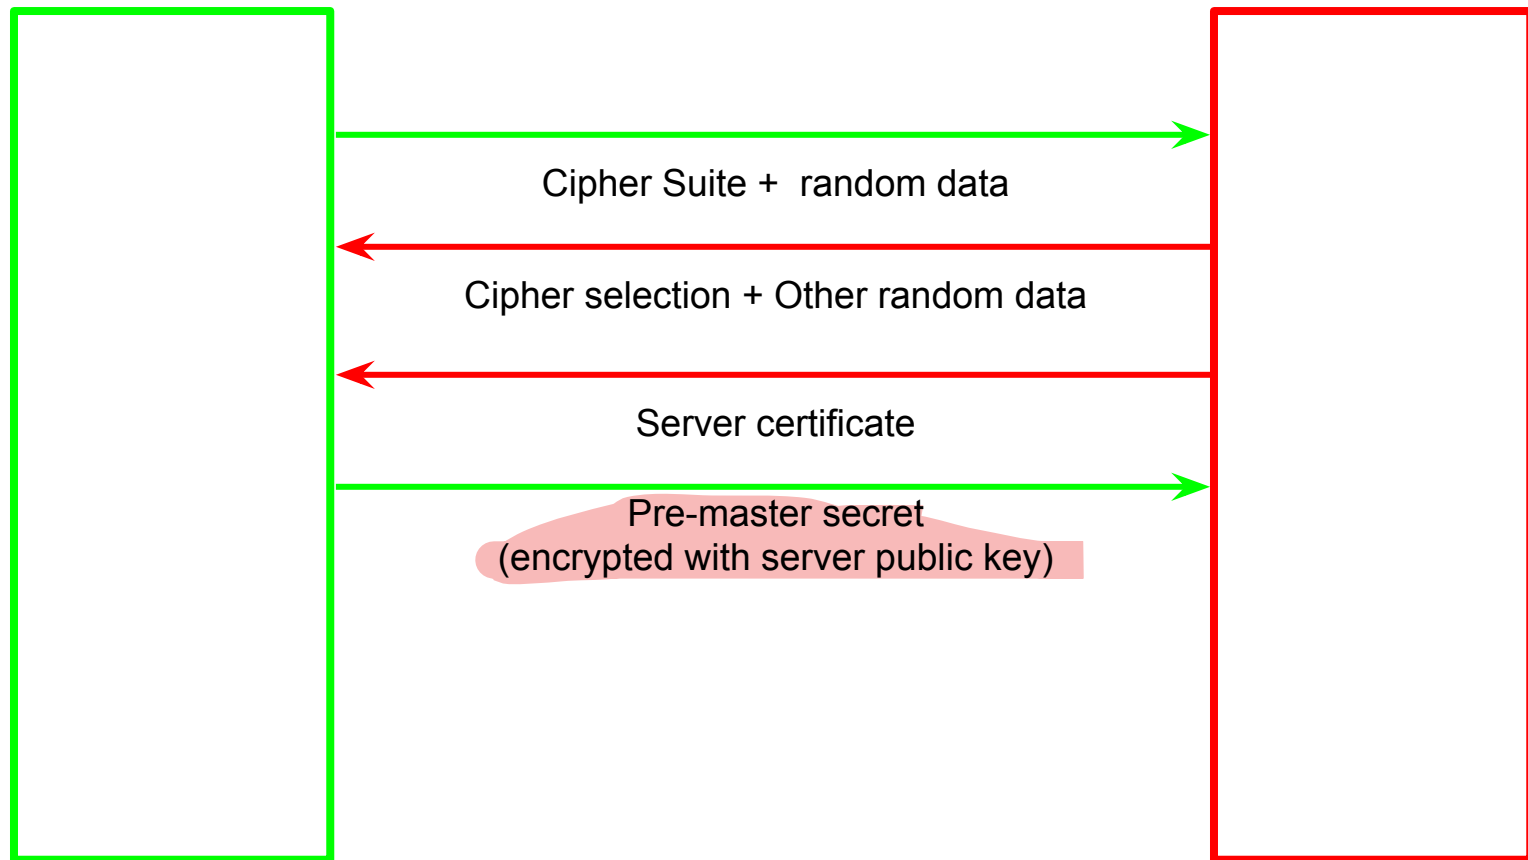 Cipher Suite +  random data
Cipher selection + Other random data
Server certificate
Pre-master secret
(encrypted with server public key)